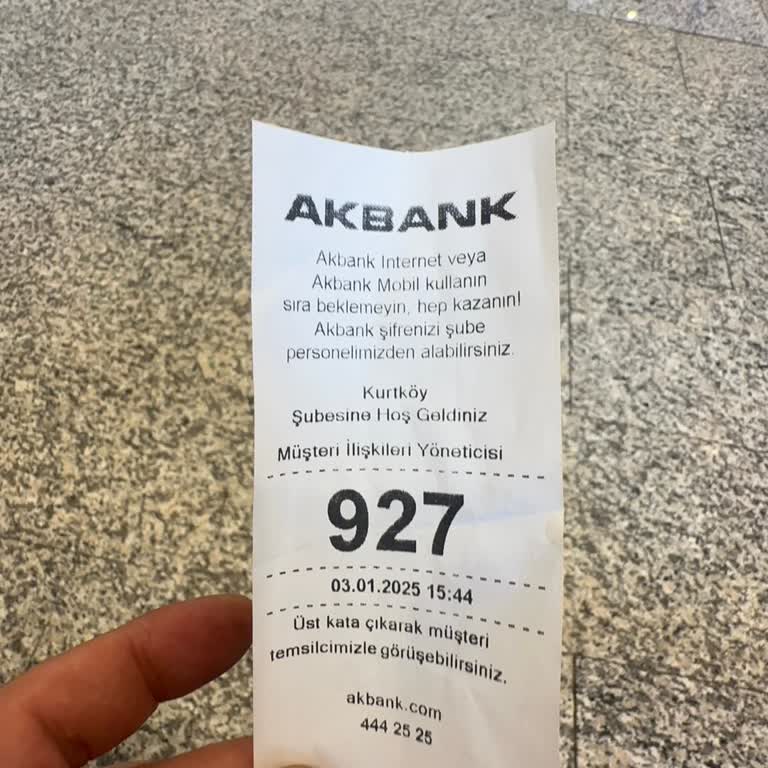 AKBANK
Akbank Internet veya
Akbank Mobil kullanın
sıra beklemeyin, hep kazanın!
Akbank şifrenizi şube
personelimizden alabilirsiniz.
Kurtköy
Şubesine Hoş Geldiniz
Müşteri İlişkileri Yöneticisi
927
03.01.2025 15:44
Üst kata çıkarak müşteri
temsilcimizle görüşebilirsiniz.
akbank.com
444 25 25